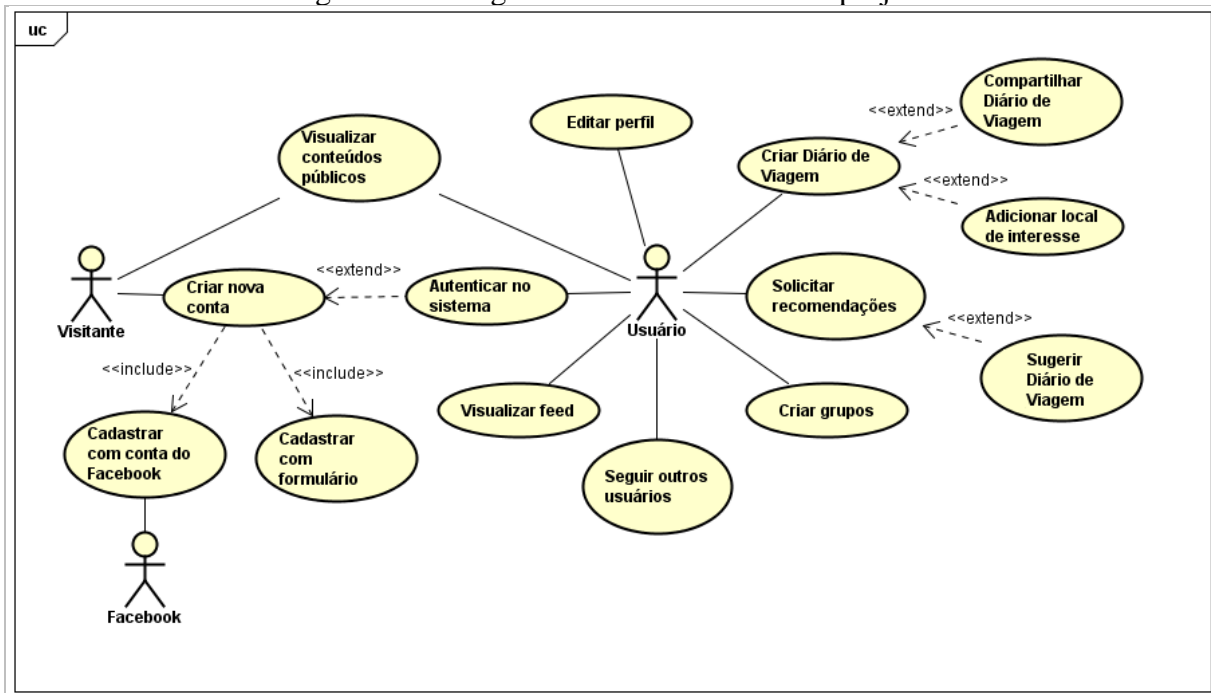 uc
Compartilhar
Diário de
Viagem
<<extend>>
Editar perfil
Visualizar
conteúdos
públicos
Criar Diário de
Viagem
<<extend>>
Adicionar local
de interesse
<<extend>>
Criar nova
conta
Autenticar no
sistema
Solicitar
recomendações
Visitante
Usuário
<<extend>>
<<include>>
<<include>>
Sugerir
Diário de
Viagem
Visualizar feed
Criar grupos
Cadastrar
com conta do
Facebook
Cadastrar
com
formulário
Seguir outros
usuários
Facebook